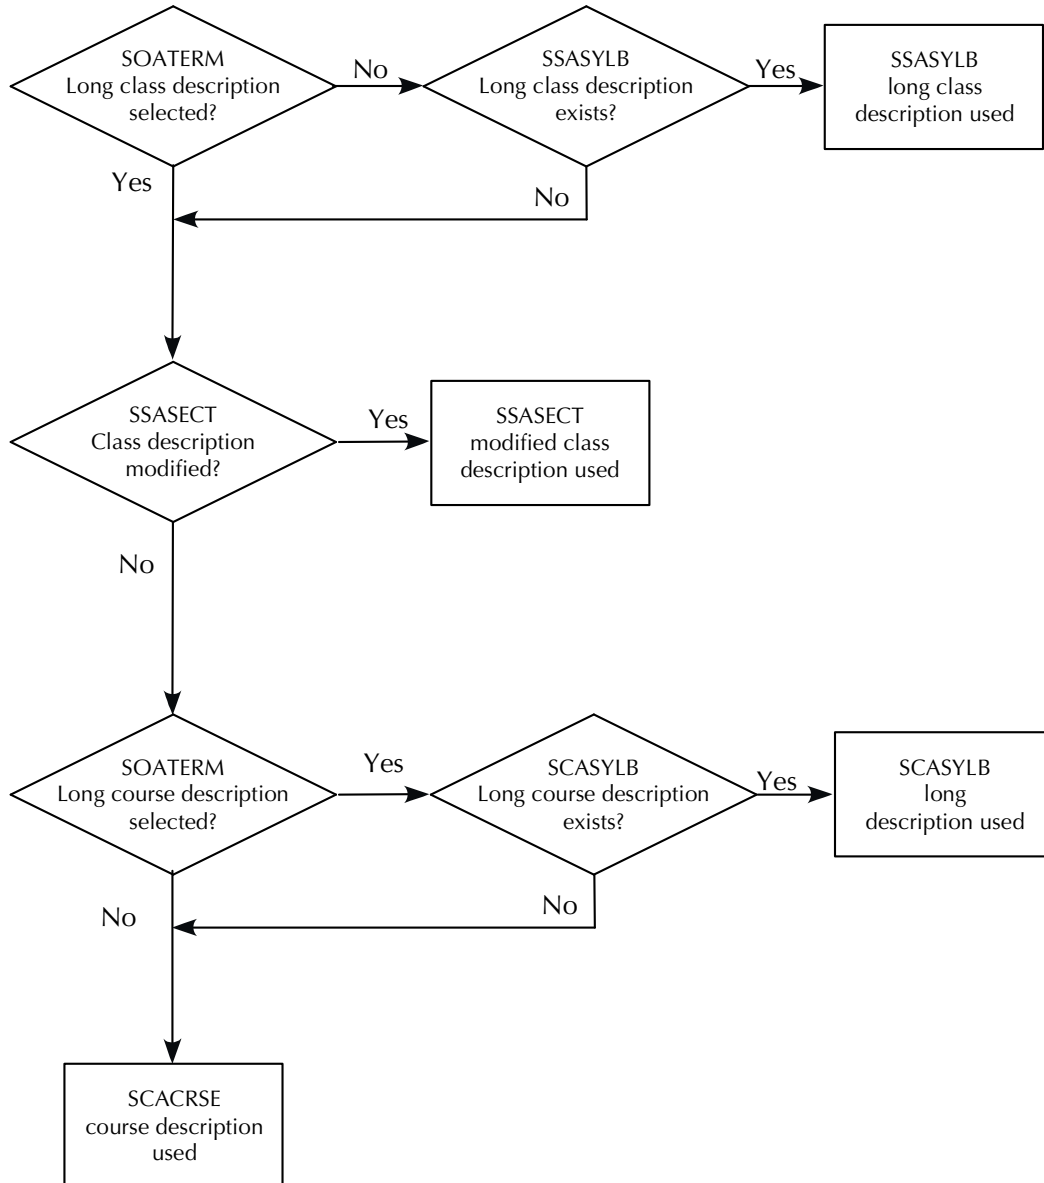 SOATERM
Long class description
selected?
No
SSASYLB
Long class description
exists?
Yes
SSASYLB
long class
description used
Yes
No
SSASECT
Class description
modified?
Yes
SSASECT
modified class
description used
No
SOATERM
Long course description
selected?
Yes
SCASYLB
Long course description
exists?
Yes
SCASYLB
long
description used
No
No
SCACRSE
course description
used